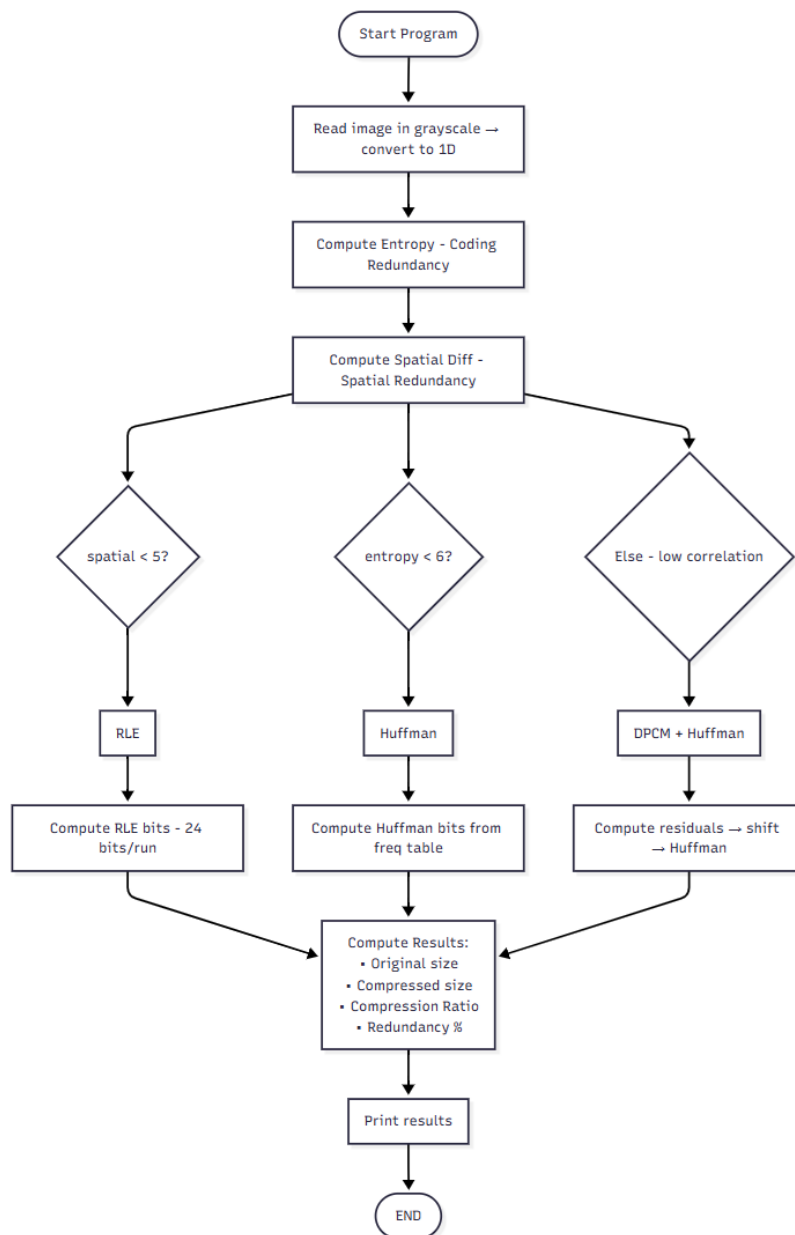 Start Program
Read image in grayscale →
convert to 1D
Compute Entropy - Coding
Redundancy
Compute Spatial Diff -
Spatial Redundancy
spatial < 5?
entropy < 6?
Else - low correlation
RLE
Huffman
DPCM + Huffman
Compute RLE bits - 24
bits/run
Compute Huffman bits from
freq table
Compute residuals → shift
→ Huffman
Compute Results:
▪ Original size
▪ Compressed size
▪ Compression Ratio
▪ Redundancy %
Print results
END